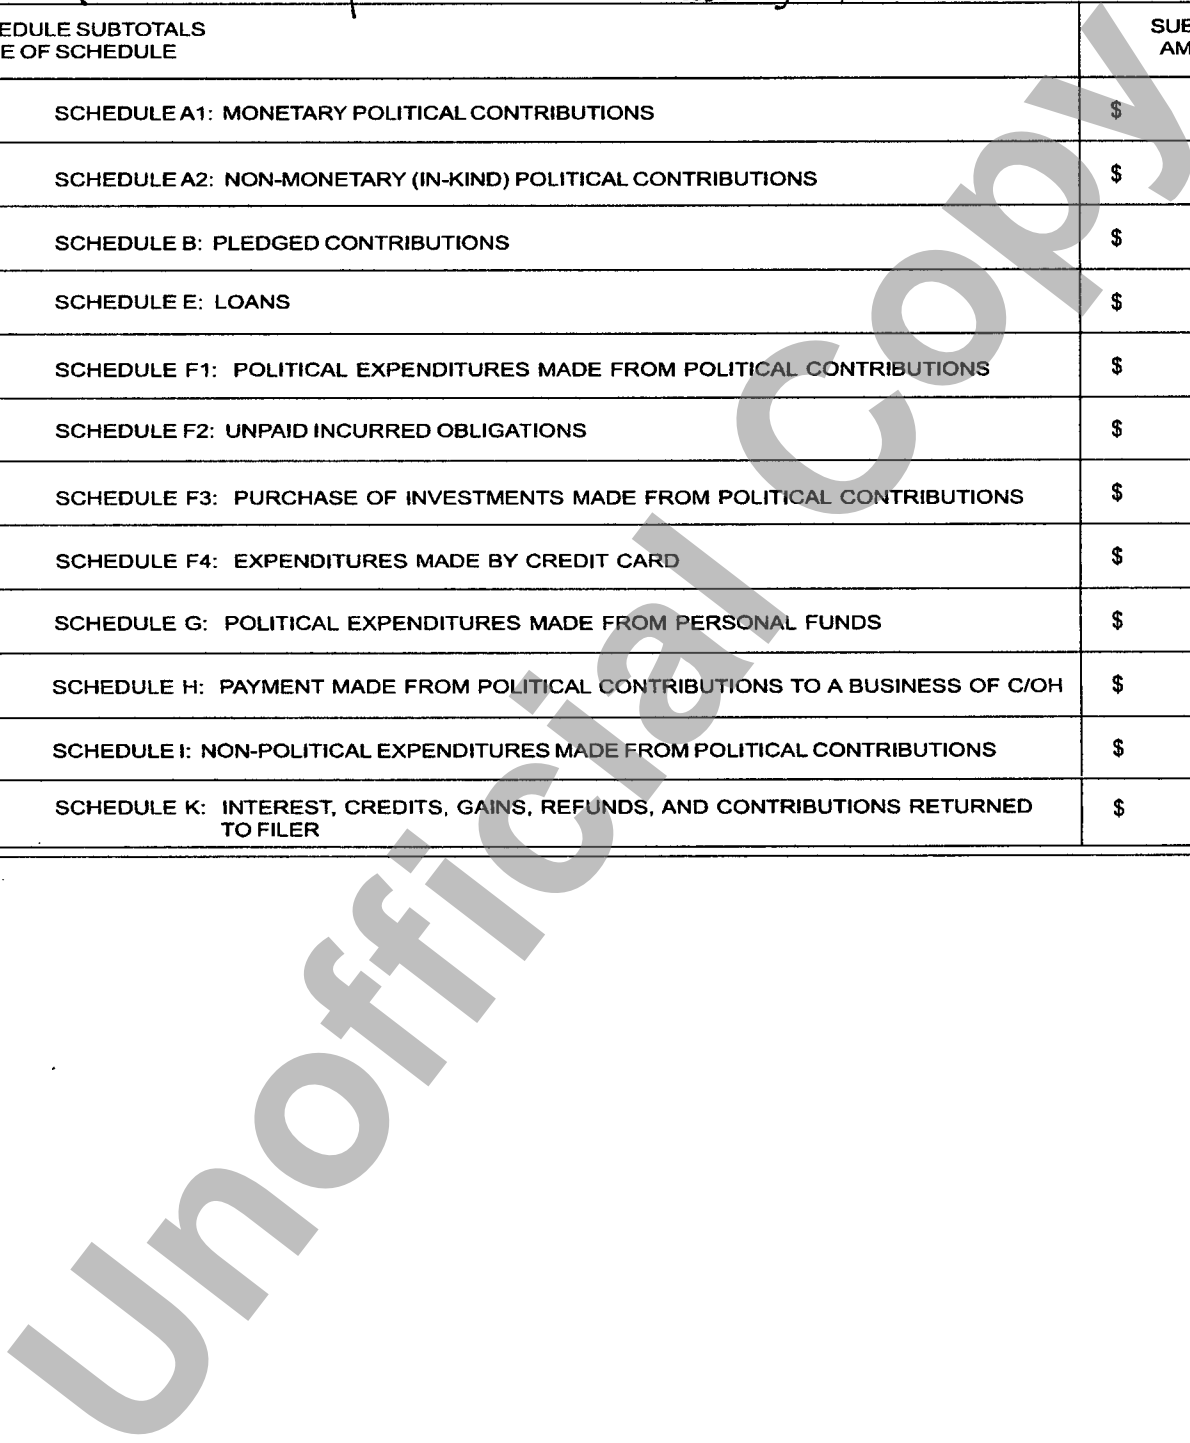 EDULE SUBTOTALS
E OF SCHEDULE
SUB
AM
SCHEDULE A1: MONETARY POLITICAL CONTRIBUTIONS $
SCHEDULE A2: NON-MONETARY (IN-KIND) POLITICAL CONTRIBUTIONS $
SCHEDULE B: PLEDGED CONTRIBUTIONS $
SCHEDULE E: LOANS $
SCHEDULE F1: POLITICAL EXPENDITURES MADE FROM POLITICAL CONTRIBUTIONS $
SCHEDULE F2: UNPAID INCURRED OBLIGATIONS $
SCHEDULE F3: PURCHASE OF INVESTMENTS MADE FROM POLITICAL CONTRIBUTIONS $
SCHEDULE F4: EXPENDITURES MADE BY CREDIT CARD $
SCHEDULE G: POLITICAL EXPENDITURES MADE FROM PERSONAL FUNDS $
SCHEDULE H: PAYMENT MADE FROM POLITICAL CONTRIBUTIONS TO A BUSINESS OF C/OH $
SCHEDULE I: NON-POLITICAL EXPENDITURES MADE FROM POLITICAL CONTRIBUTIONS $
SCHEDULE K: INTEREST, CREDITS, GAINS, REFUNDS, AND CONTRIBUTIONS RETURNED $
TO FILER
Unofficial Copy